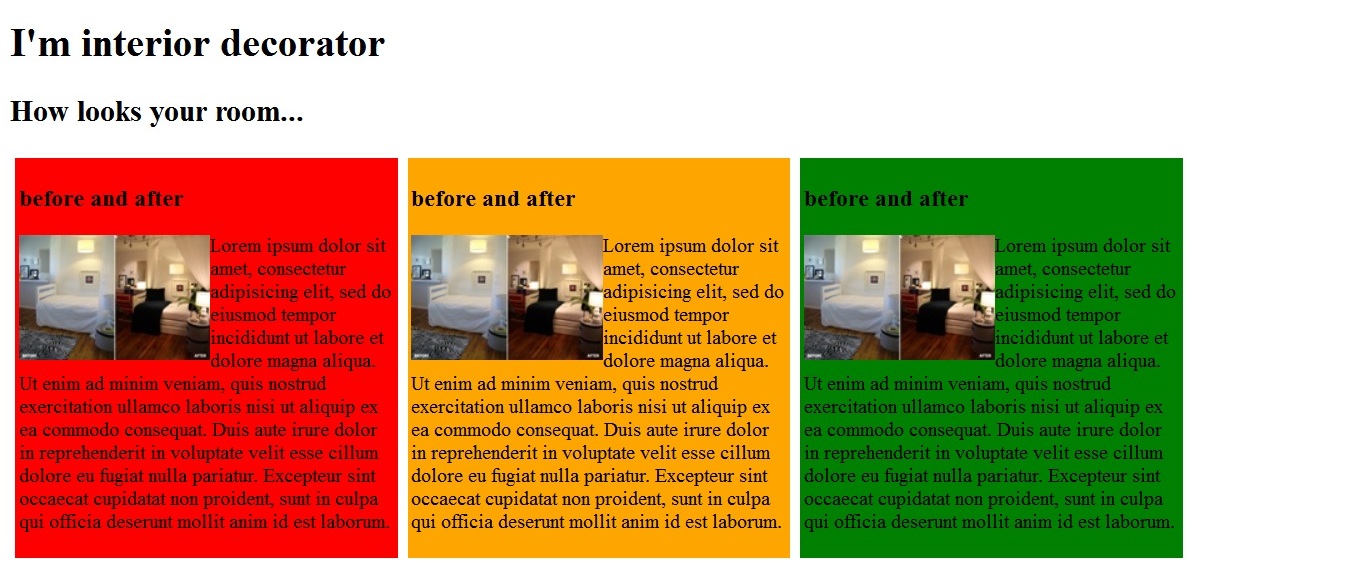 I'm interior decorator
How looks your room...
before and after
BEFORE
AFTER
Lorem ipsum dolor sit
amet, consectetur
adipisicing elit, sed do
eiusmod tempor
incididunt ut labore et
dolore magna aliqua.
Ut enim ad minim veniam, quis nostrud
exercitation ullamco laboris nisi ut aliquip ex
ea commodo consequat. Duis aute irure dolor
in reprehenderit in voluptate velit esse cillum
dolore eu fugiat nulla pariatur. Excepteur sint
occaecat cupidatat non proident, sunt in culpa
qui officia deserunt mollit anim id est laborum.
before and after
BEFORE
AFTER
Lorem ipsum dolor sit
amet, consectetur
adipisicing elit, sed do
eiusmod tempor
incididunt ut labore et
dolore magna aliqua.
Ut enim ad minim veniam, quis nostrud
exercitation ullamco laboris nisi ut aliquip ex
ea commodo consequat. Duis aute irure dolor
in reprehenderit in voluptate velit esse cillum
dolore eu fugiat nulla pariatur. Excepteur sint
occaecat cupidatat non proident, sunt in culpa
qui officia deserunt mollit anim id est laborum.
before and after
BEFORE
AFTER
Lorem ipsum dolor sit
amet, consectetur
adipisicing elit, sed do
eiusmod tempor
incididunt ut labore et
dolore magna aliqua.
Ut enim ad minim veniam, quis nostrud
exercitation ullamco laboris nisi ut aliquip ex
ea commodo consequat. Duis aute irure dolor
in reprehenderit in voluptate velit esse cillum
dolore eu fugiat nulla pariatur. Excepteur sint
occaecat cupidatat non proident, sunt in culpa
qui officia deserunt mollit anim id est laborum.